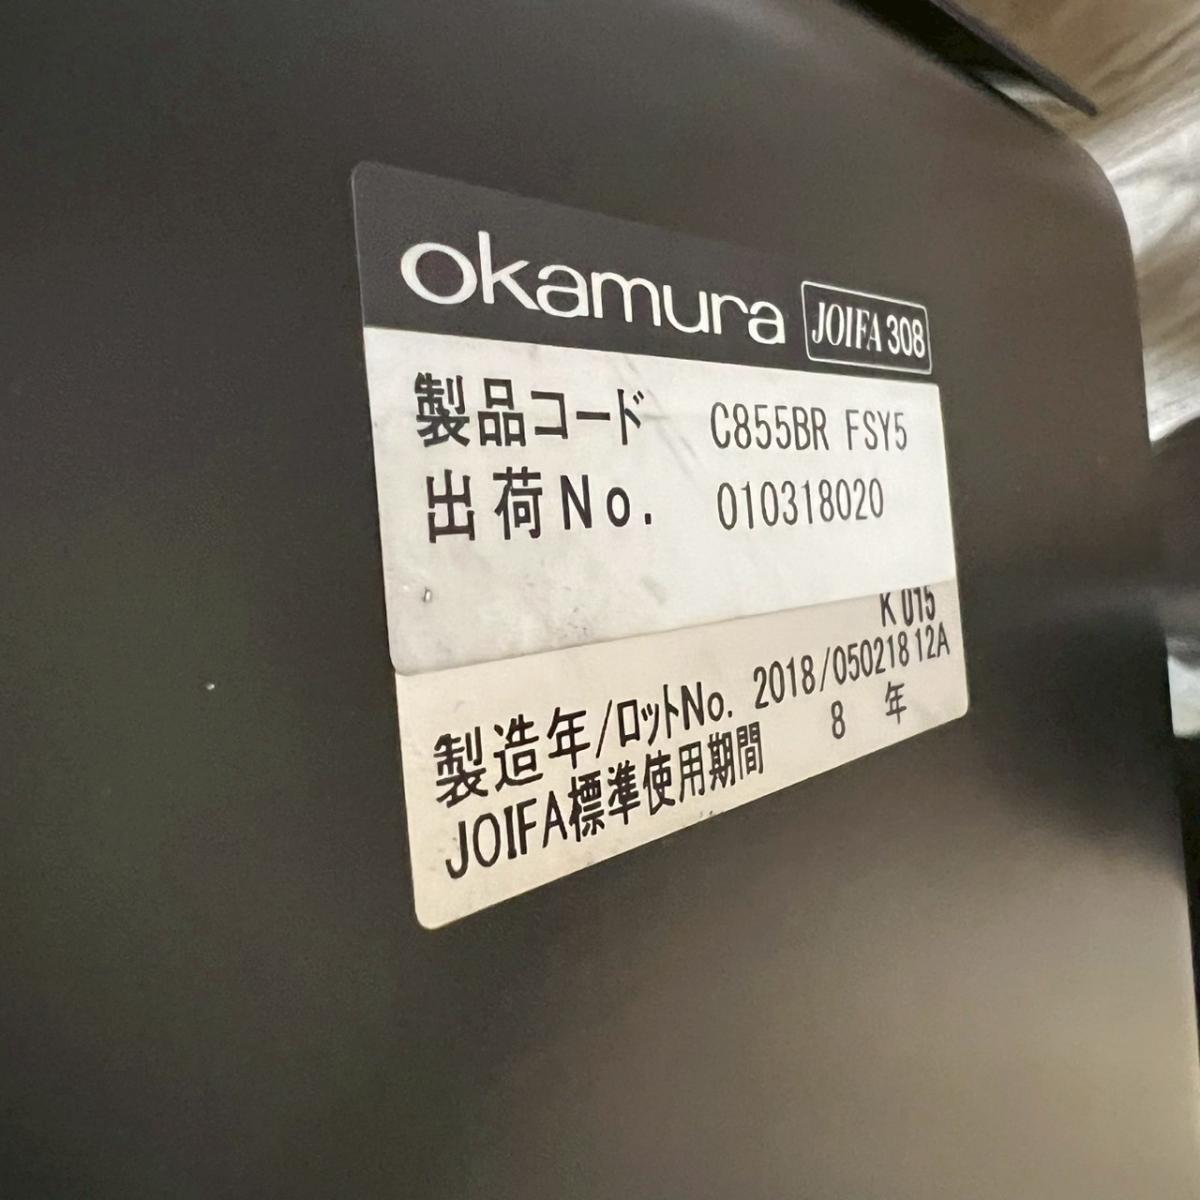 okamura JOIFA 308
製品コード C855BR FSY5
出荷No. 010318020
K 015
製造年/ロットNo. 2018/050218 12A
JOIFA標準使用期間 8 年